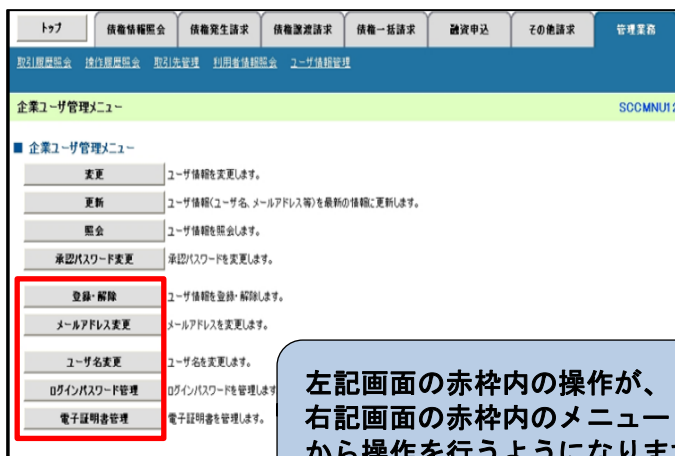 トップ 債権情報照会 債権発生請求 債権譲渡請求 債権一括請求 融資申込 その他請求 管理業務
取引履歴照会 操作履歴照会 取引先管理 利用者情報照会 ユーザ情報管理
企業ユーザ管理メニュー SCCMNU12
■ 企業ユーザ管理メニュー
変更 ユーザ情報を変更します。
更新 ユーザ情報(ユーザ名、メールアドレス等)を最新の情報に更新します。
照会 ユーザ情報を照会します。
承認パスワード変更 承認パスワードを変更します。
登録・解除 ユーザ情報を登録・解除します。
メールアドレス変更 メールアドレスを変更します。
ユーザ名変更 ユーザ名を変更します。
ログインパスワード管理 ログインパスワードを管理します
電子証明書管理 電子証明書を管理します。
左記画面の赤枠内の操作が、
右記画面の赤枠内のメニュー
から操作を行うようになります